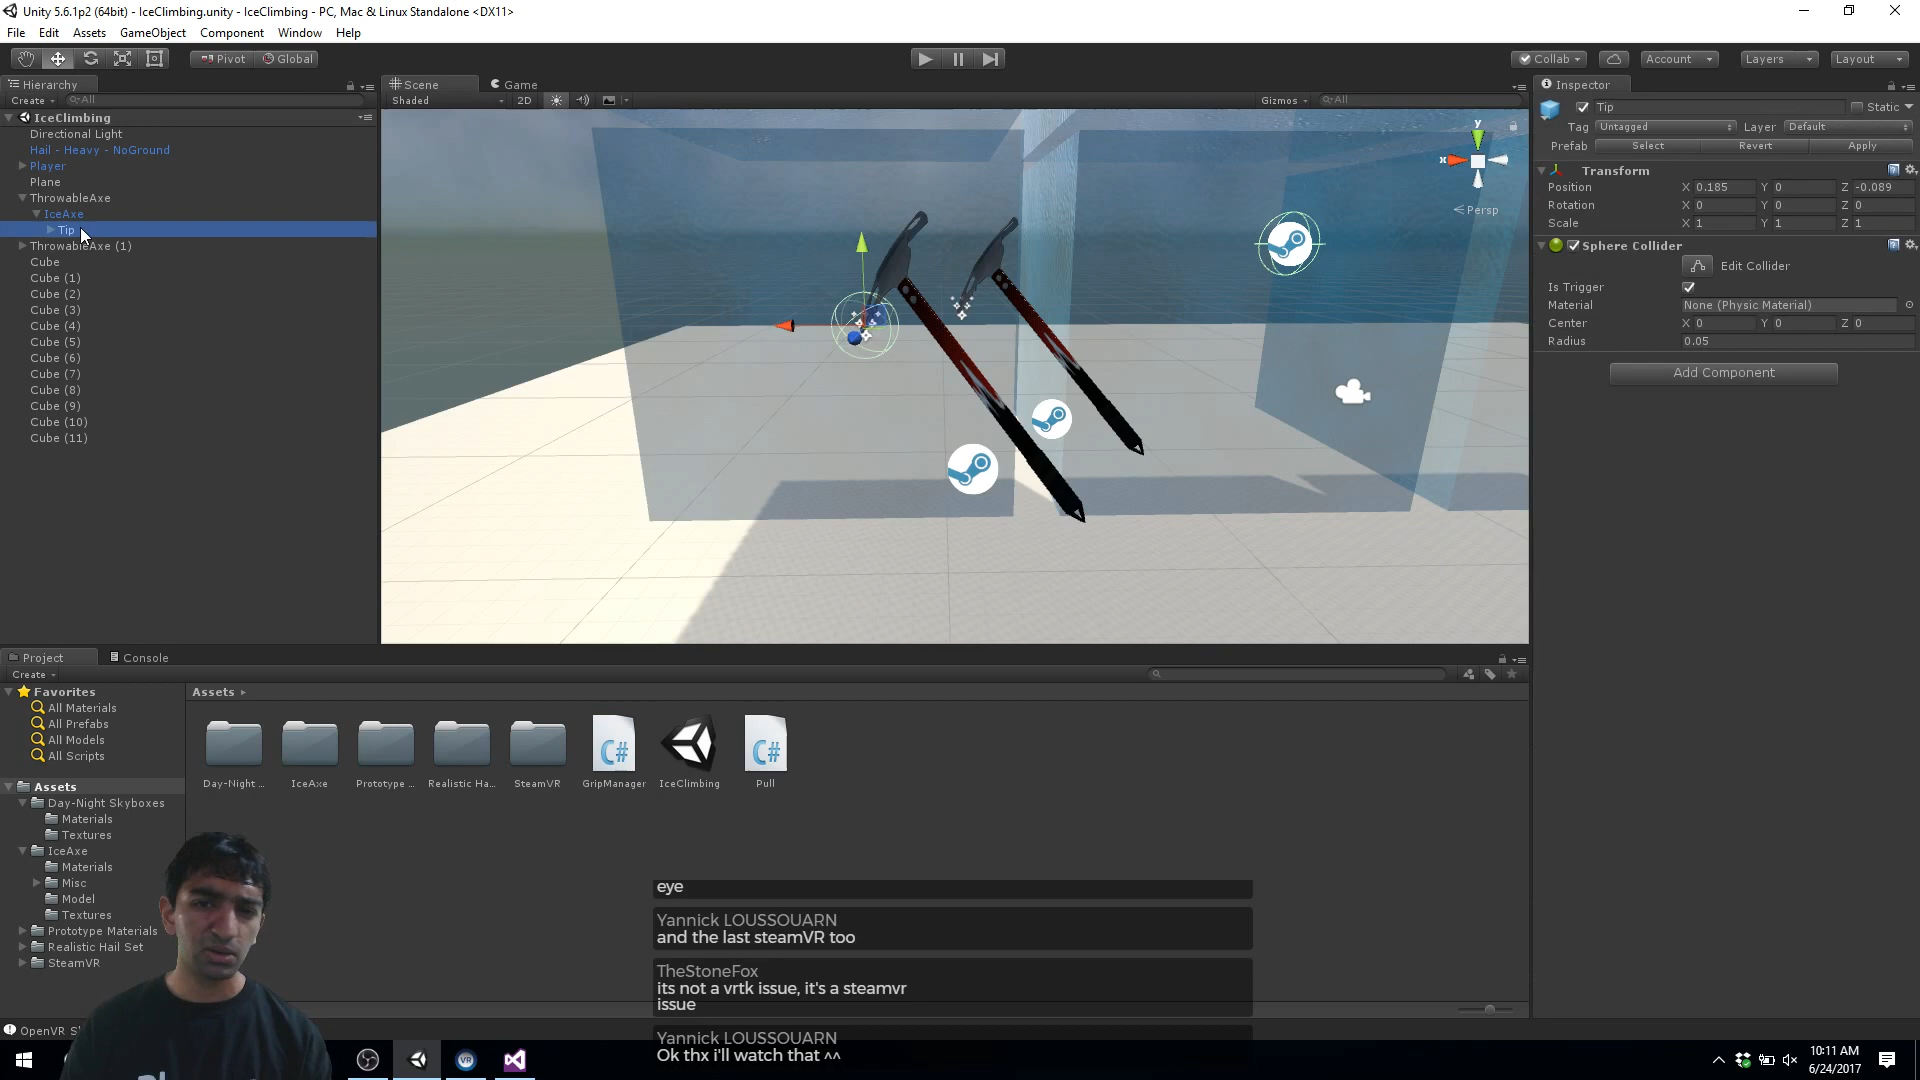 Unity 5.6.1p2 (64bit) - IceClimbing.unity - IceClimbing - PC, Mac & Linux Standalone <DX11>
File Edit Assets GameObject Component Window Help
Pivot Global Collab Account Layers Layout
Hierarchy
Create All
IceClimbing
Directional Light
Hail - Heavy - NoGround
Player
Plane
ThrowableAxe
IceAxe
Tip
ThrowableAxe (1)
Cube
Cube (1)
Cube (2)
Cube (3)
Cube (4)
Cube (5)
Cube (6)
Cube (7)
Cube (8)
Cube (9)
Cube (10)
Cube (11)
Scene Game
Shaded 2D Gizmos All
y
x
Persp
Inspector
Tip Static
Tag Untagged Layer Default
Prefab Select Revert Apply
Transform
Position X 0.185 Y 0 Z -0.089
Rotation X 0 Y 0 Z 0
Scale X 1 Y 1 Z 1
Sphere Collider
Edit Collider
Is Trigger
Material None (Physic Material)
Center X 0 Y 0 Z 0
Radius 0.05
Add Component
Project Console
Create
Favorites
All Materials
All Prefabs
All Models
All Scripts
Assets
Day-Night Skyboxes
Materials
Textures
IceAxe
Materials
Misc
Model
Textures
Prototype Materials
Realistic Hail Set
SteamVR
Assets
Day-Night ... IceAxe Prototype ... Realistic Ha... SteamVR GripManager IceClimbing Pull
C# C#
eye
Yannick LOUSSOUARN
and the last steamVR too
TheStoneFox
its not a vrtk issue, it's a steamvr
issue
Yannick LOUSSOUARN
Ok thx i'll watch that ^^
OpenVR
VR
10:11 AM
6/24/2017